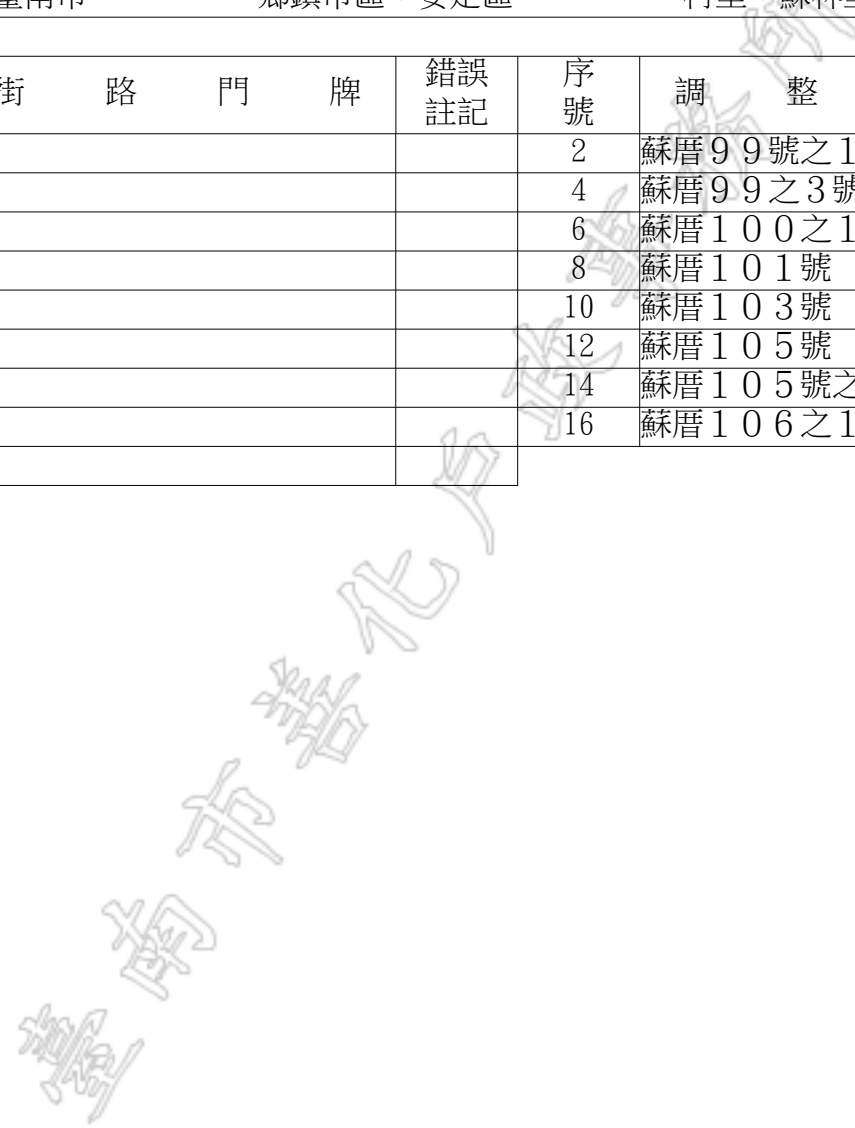 臺南市 鄉鎮市區：安定區 村里 蘇林里
街路門牌 錯誤註記 序號 調整
2 蘇厝９９號之１
4 蘇厝９９之３號
6 蘇厝１００之１
8 蘇厝１０１號
10 蘇厝１０３號
12 蘇厝１０５號
14 蘇厝１０５號之
16 蘇厝１０６之１
臺南市善化戶政事務所